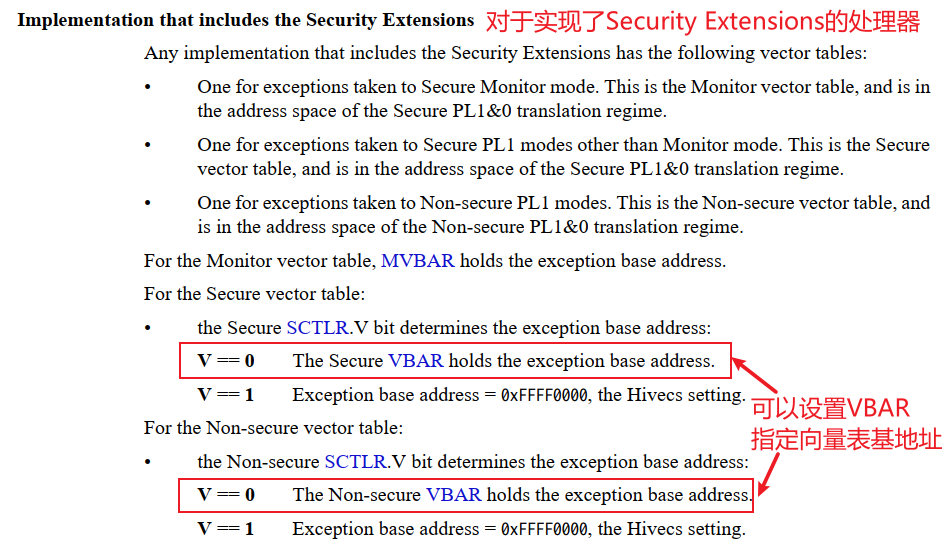 Implementation that includes the Security Extensions 对于实现了Security Extensions的处理器
Any implementation that includes the Security Extensions has the following vector tables:
• One for exceptions taken to Secure Monitor mode. This is the Monitor vector table, and is in
the address space of the Secure PL1&0 translation regime.
• One for exceptions taken to Secure PL1 modes other than Monitor mode. This is the Secure
vector table, and is in the address space of the Secure PL1&0 translation regime.
• One for exceptions taken to Non-secure PL1 modes. This is the Non-secure vector table, and
is in the address space of the Non-secure PL1&0 translation regime.
For the Monitor vector table, MVBAR holds the exception base address.
For the Secure vector table:
• the Secure SCTLR.V bit determines the exception base address:
V == 0 The Secure VBAR holds the exception base address.
V == 1 Exception base address = 0xFFFF0000, the Hivecs setting.
可以设置VBAR
指定向量表基地址
For the Non-secure vector table:
• the Non-secure SCTLR.V bit determines the exception base address:
V == 0 The Non-secure VBAR holds the exception base address.
V == 1 Exception base address = 0xFFFF0000, the Hivecs setting.